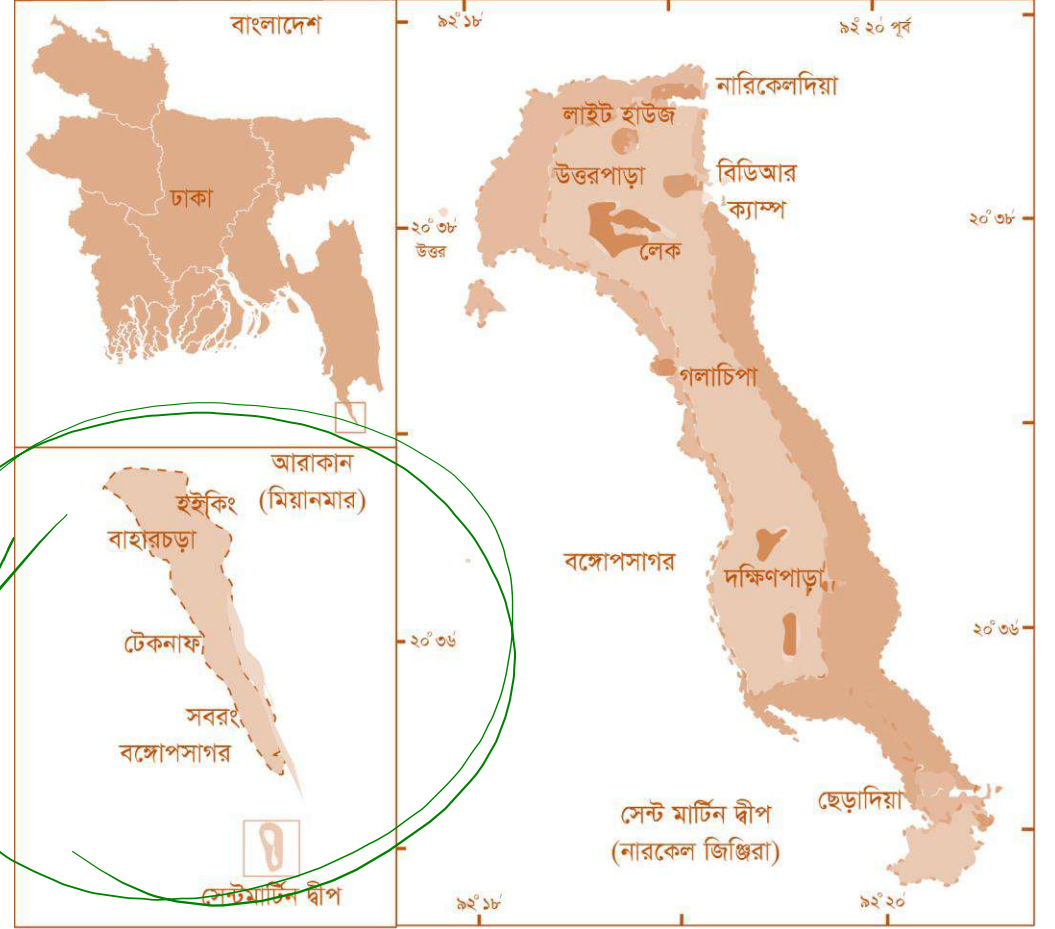 বাংলাদেশ
ঢাকা
আরাকান
(মিয়ানমার)
হইকিং
বাহারচড়া
টেকনাফ
সবরং
বঙ্গোপসাগর
সেন্টমার্টিন দ্বীপ
৯২°১৮′
৯২°২০′ পূর্ব
নারিকেলদিয়া
লাইট হাউজ
উত্তরপাড়া
বিডিআর
ক্যাম্প
২০°৩৮′
উত্তর
২০°৩৮′
লেক
গলাচিপা
বঙ্গোপসাগর
দক্ষিণপাড়া
২০°৩৬′
২০°৩৬′
ছেড়াদিয়া
সেন্ট মার্টিন দ্বীপ
(নারকেল জিঞ্জিরা)
৯২°১৮′
৯২°২০′